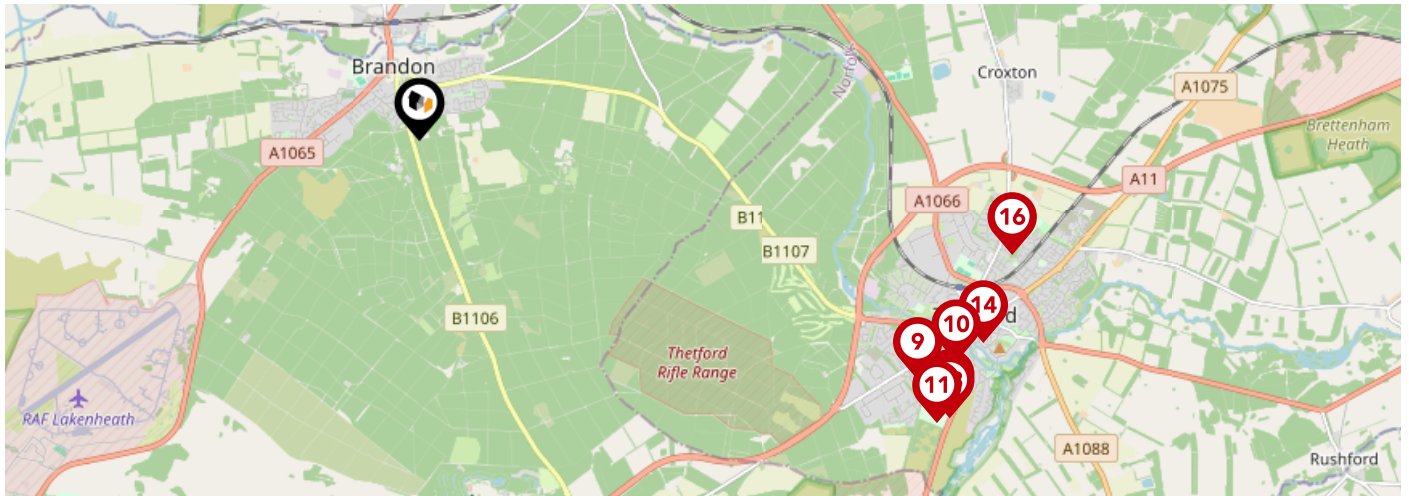 Brandon
Croxton
A1075
Norfolk
Brettenham
Heath
A1065
A11
A1066
16
B11
B1107
14
10
d
B1106
9
Thetford
Rifle Range
11
RAF Lakenheath
A1088
Rushford